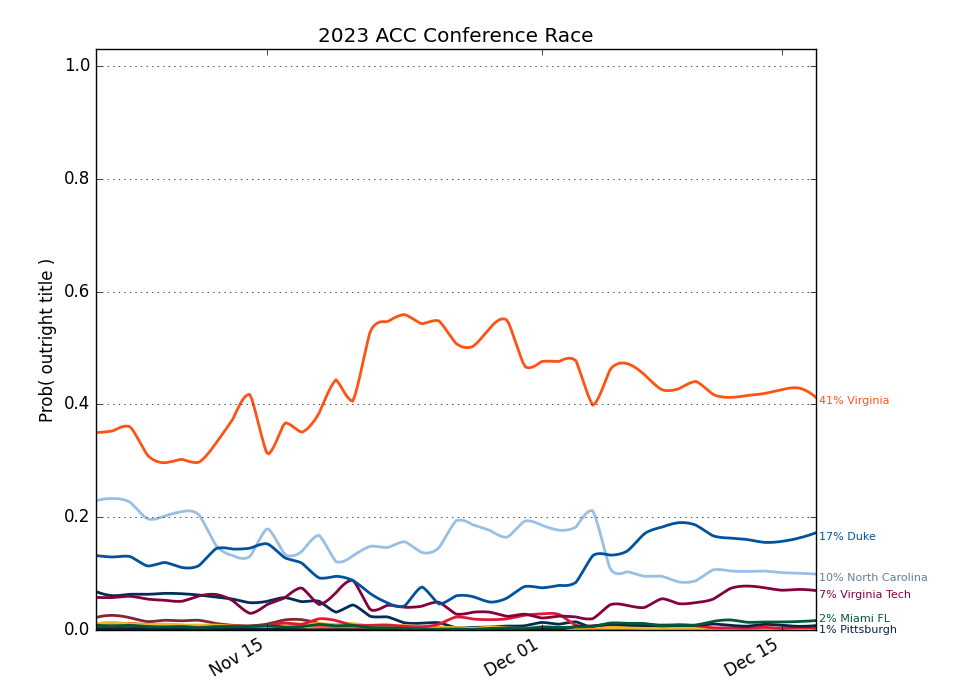 2023 ACC Conference Race
Prob( outright title )
1.0
0.8
0.6
0.4
0.2
0.0
41% Virginia
17% Duke
10% North Carolina
7% Virginia Tech
2% Miami FL
1% Pittsburgh
Nov 15
Dec 01
Dec 15